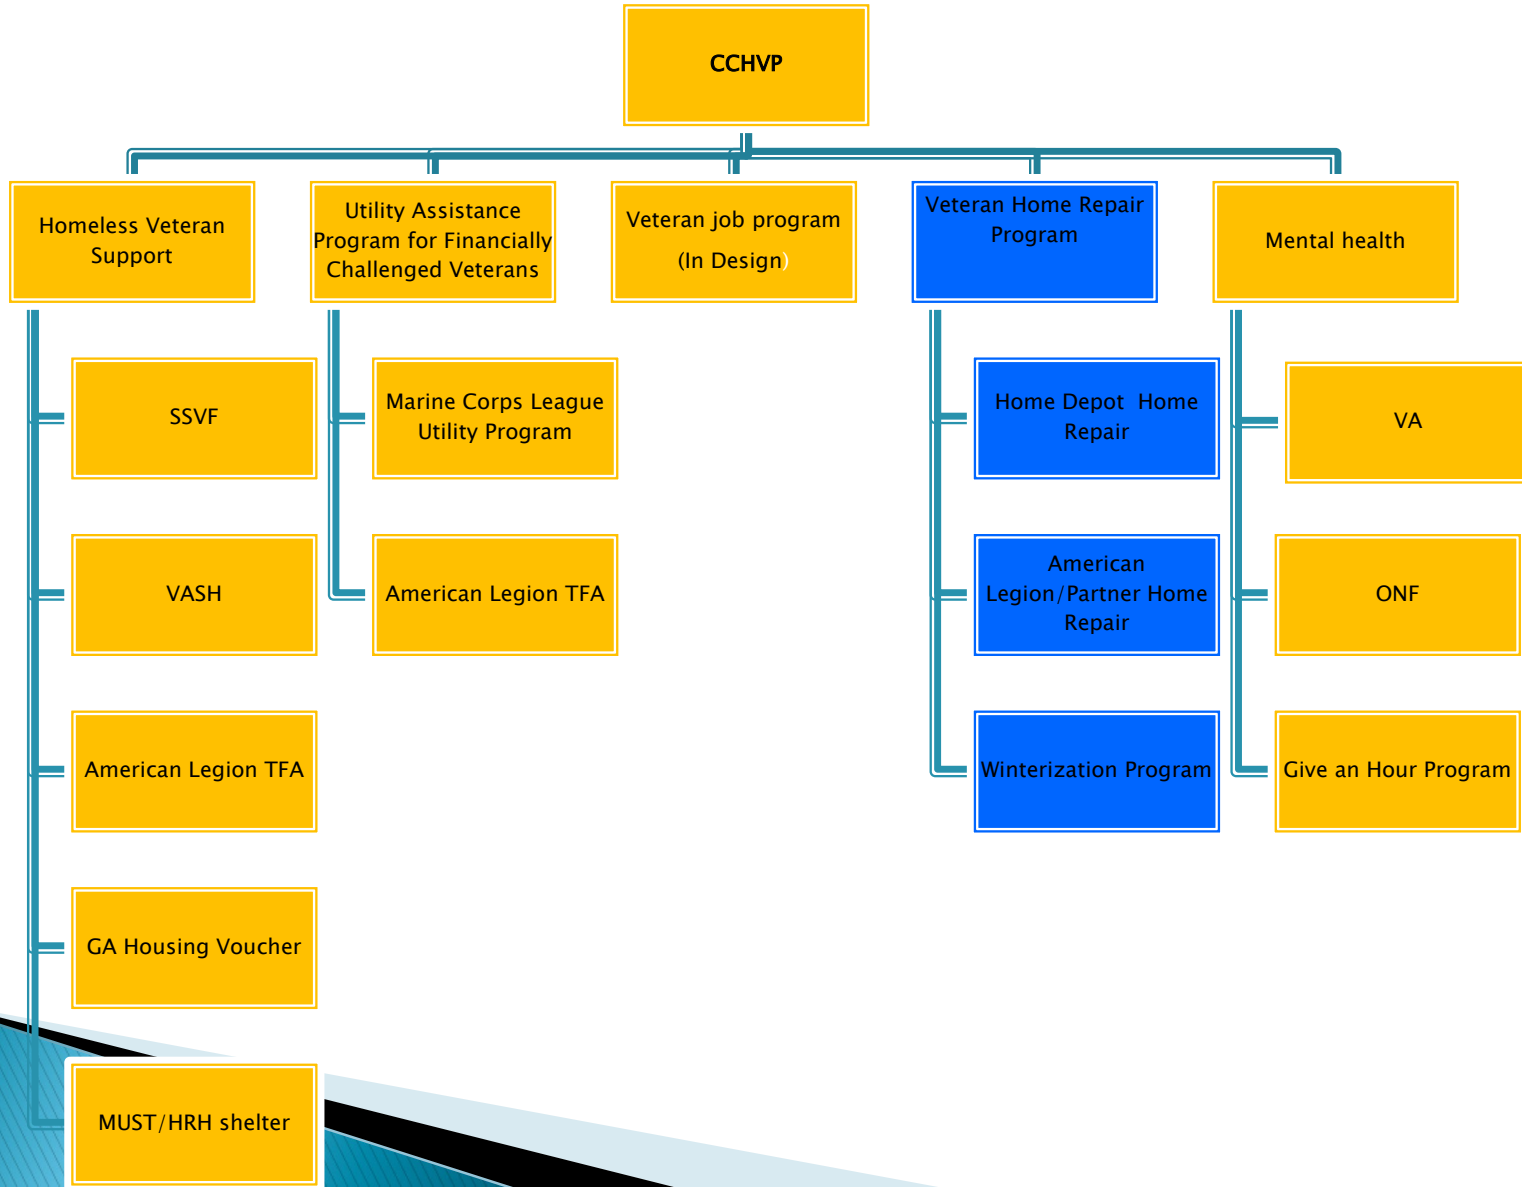 CCHVP
Homeless Veteran
Support
Utility Assistance
Program for Financially
Challenged Veterans
Veteran job program
(In Design)
Veteran Home Repair
Program
Mental health
SSVF
VASH
American Legion TFA
GA Housing Voucher
MUST/HRH shelter
Marine Corps League
Utility Program
American Legion TFA
Home Depot  Home
Repair
American
Legion/Partner Home
Repair
Winterization Program
VA
ONF
Give an Hour Program